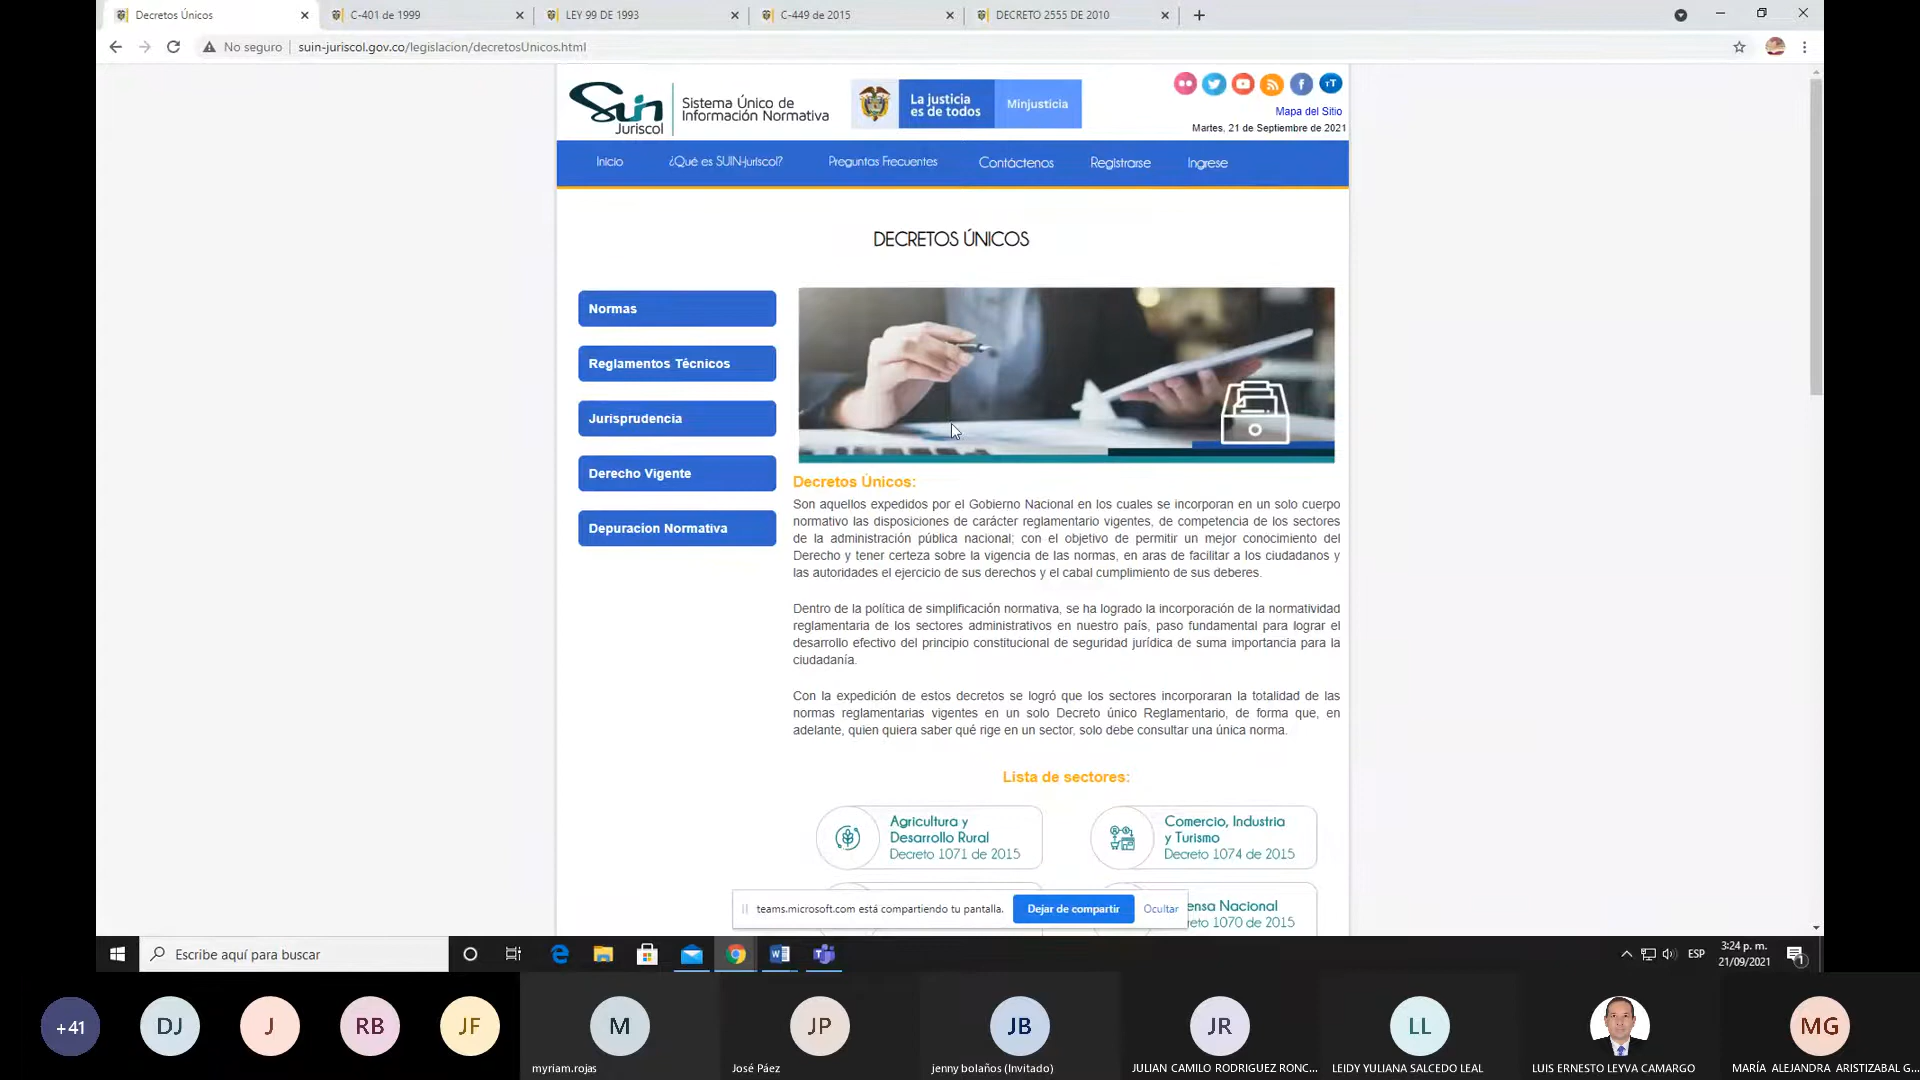 Decretos Únicos
C-401 de 1999
LEY 99 DE 1993
C-449 de 2015
DECRETO 2555 DE 2010
No seguro
suin-juriscol.gov.co/legislacion/decretosUnicos.html
Suin
Juriscol
Sistema Único de
Información Normativa
La justicia
es de todos
Minjusticia
TT
Mapa del Sitio
Martes, 21 de Septiembre de 2021
Inicio
¿Qué es SUIN-Juriscol?
Preguntas Frecuentes
Contáctenos
Registrarse
Ingrese
DECRETOS ÚNICOS
Normas
Reglamentos Técnicos
Jurisprudencia
Derecho Vigente
Depuracion Normativa
Decretos Únicos:
Son aquellos expedidos por el Gobierno Nacional en los cuales se incorporan en un solo cuerpo
normativo las disposiciones de carácter reglamentario vigentes, de competencia de los sectores
de la administración pública nacional; con el objetivo de permitir un mejor conocimiento del
Derecho y tener certeza sobre la vigencia de las normas, en aras de facilitar a los ciudadanos y
las autoridades el ejercicio de sus derechos y el cabal cumplimiento de sus deberes.
Dentro de la política de simplificación normativa, se ha logrado la incorporación de la normatividad
reglamentaria de los sectores administrativos en nuestro país, paso fundamental para lograr el
desarrollo efectivo del principio constitucional de seguridad jurídica de suma importancia para la
ciudadanía.
Con la expedición de estos decretos se logró que los sectores incorporaran la totalidad de las
normas reglamentarias vigentes en un solo Decreto único Reglamentario, de forma que, en
adelante, quien quiera saber qué rige en un sector, solo debe consultar una única norma.
Lista de sectores:
Agricultura y
Desarrollo Rural
Decreto 1071 de 2015
Comercio, Industria
y Turismo
Decreto 1074 de 2015
ensa Nacional
eto 1070 de 2015
teams.microsoft.com está compartiendo tu pantalla.
Dejar de compartir
Ocultar
Escribe aquí para buscar
ESP
3:24 p. m.
21/09/2021
1
+41
DJ
J
RB
JF
M
JP
JB
JR
LL
MG
myriam.rojas
José Páez
jenny bolaños (Invitado)
JULIAN CAMILO RODRIGUEZ RONC...
LEIDY YULIANA SALCEDO LEAL
LUIS ERNESTO LEYVA CAMARGO
MARÍA ALEJANDRA ARISTIZABAL G...